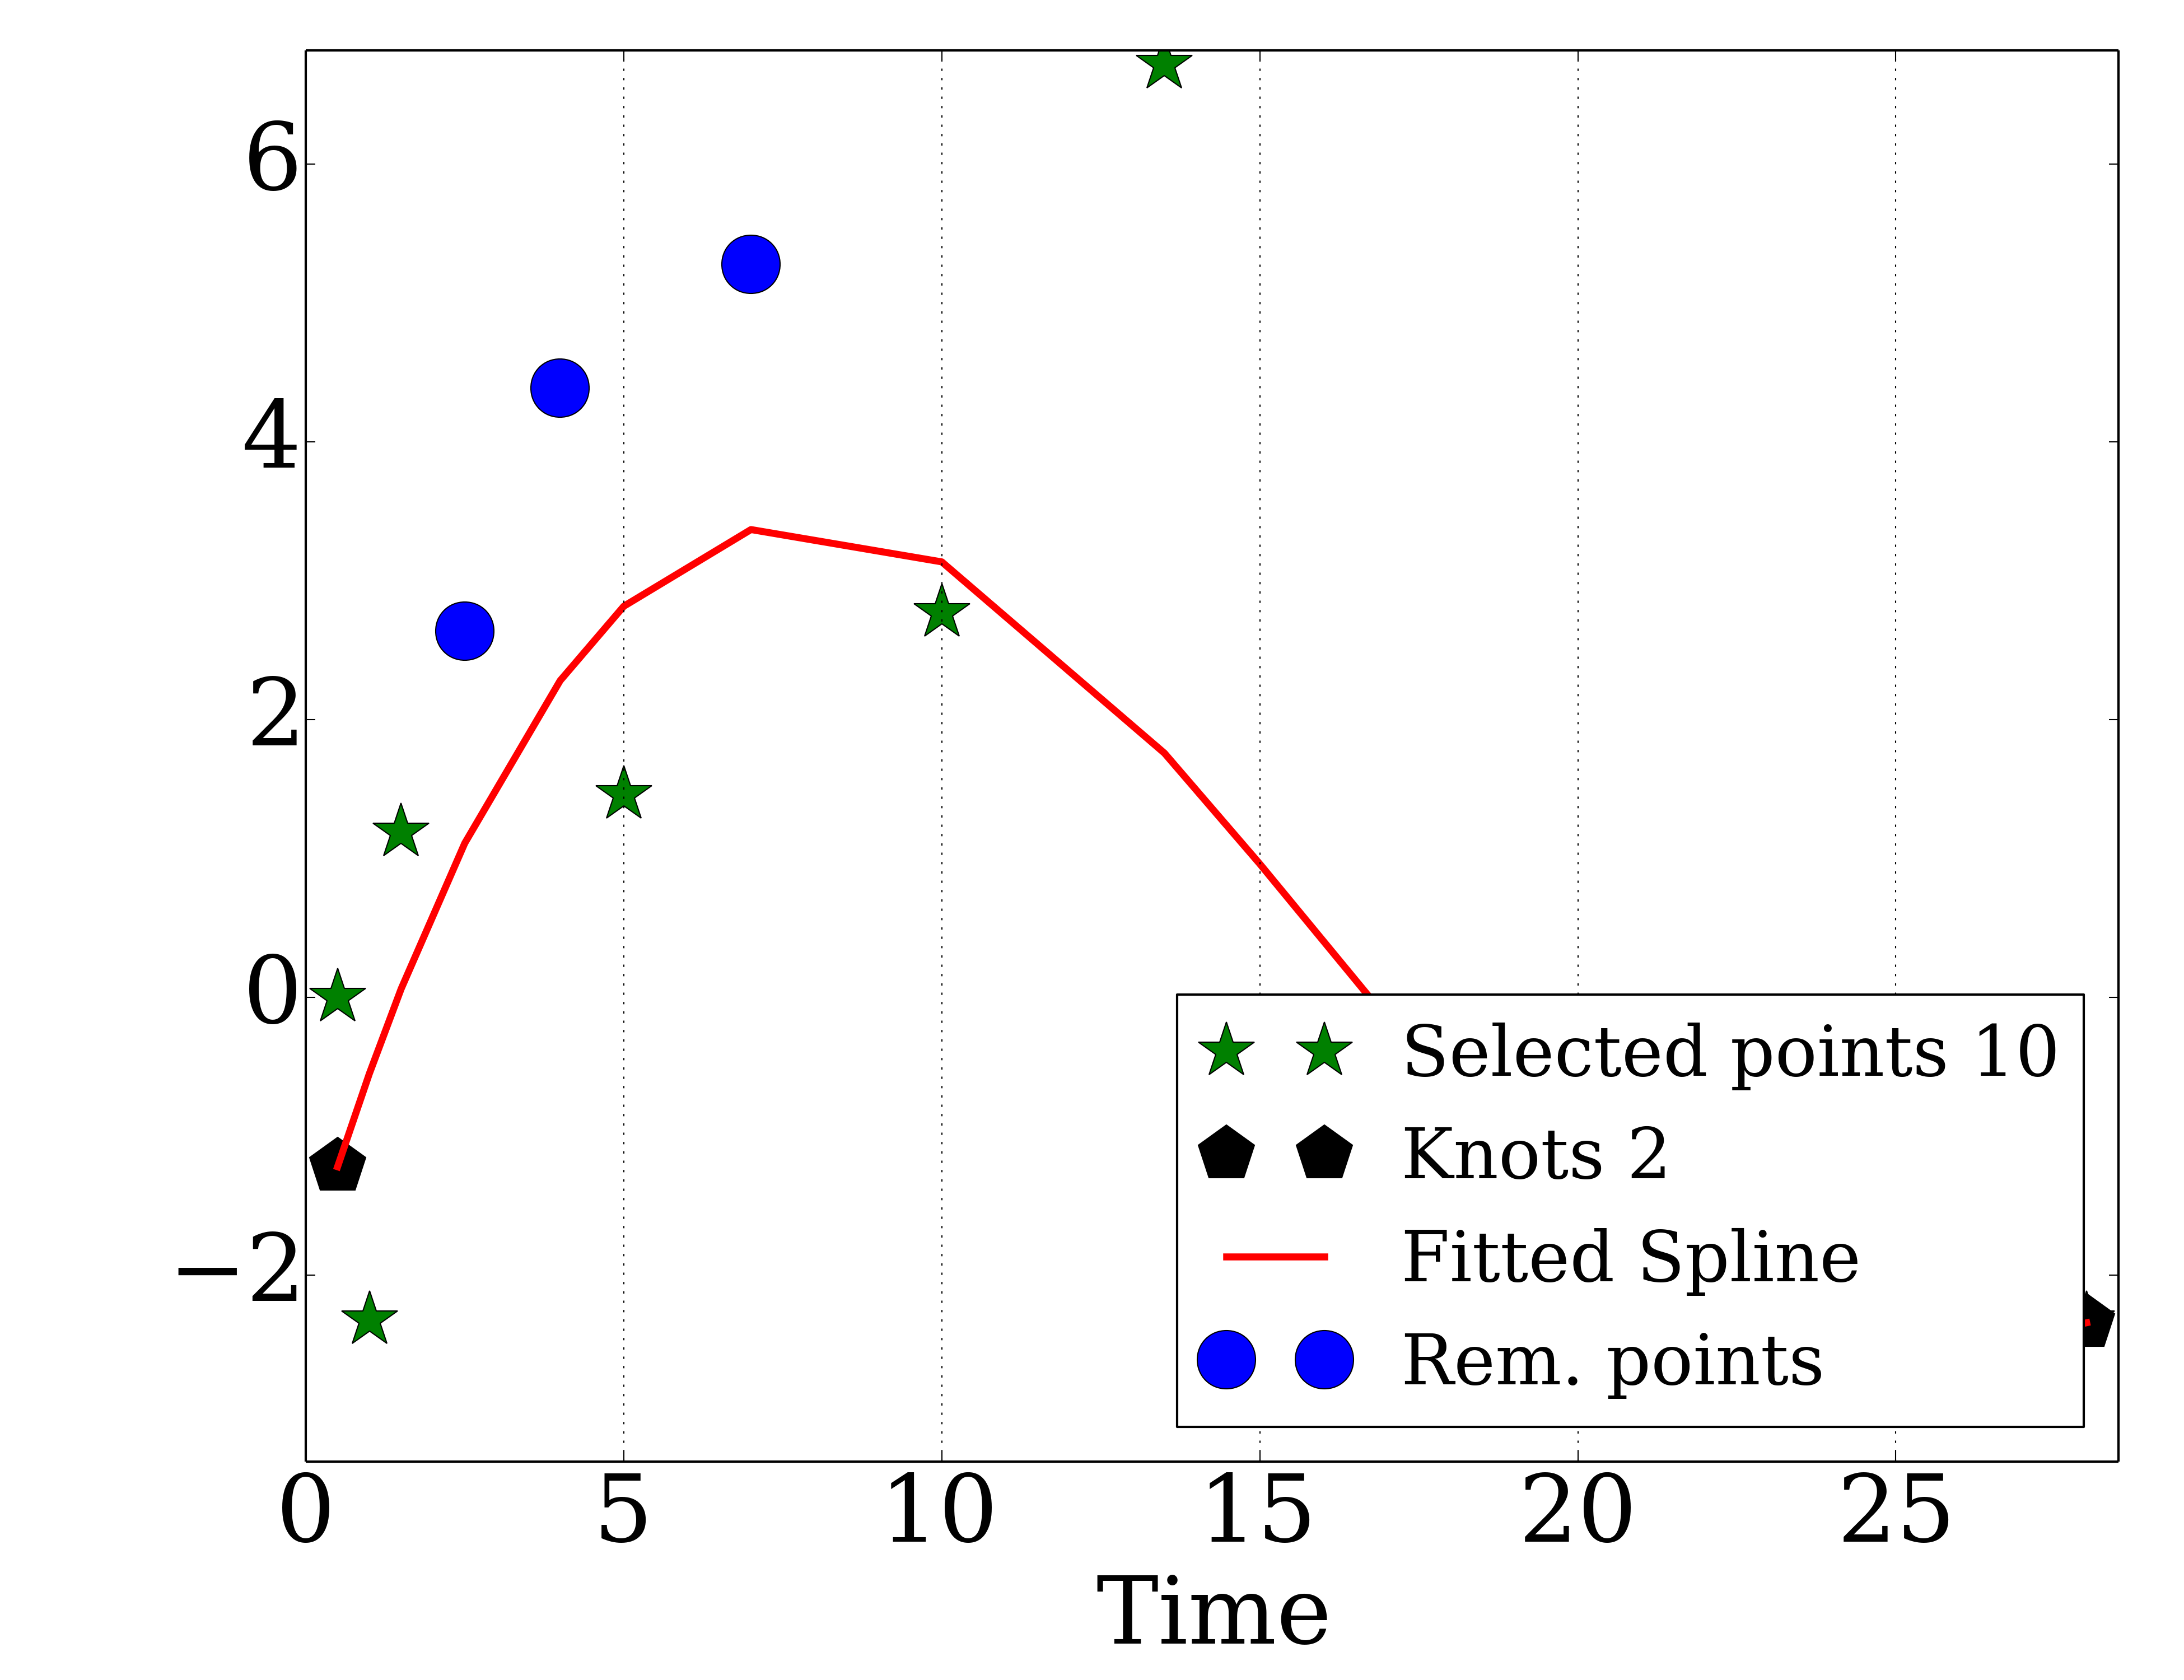 6
4
2
0
−2
Selected points 10
Knots 2
Fitted Spline
Rem. points
0 5 10 15 20 25
Time